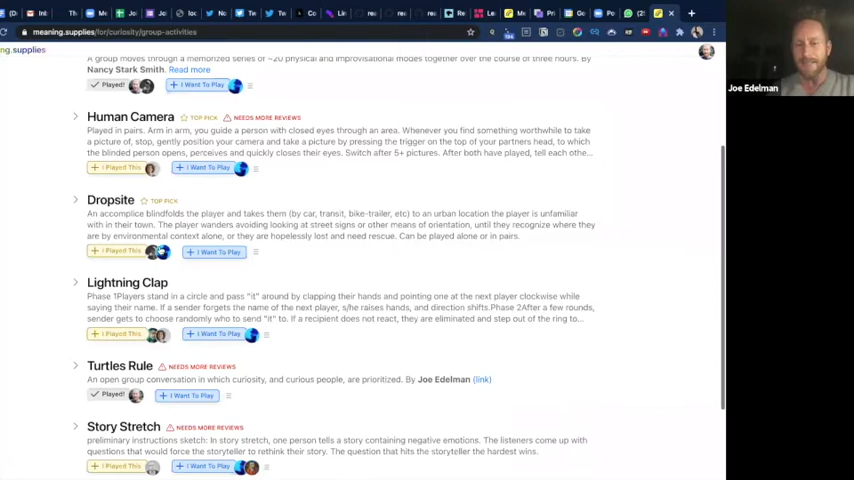 meaning.supplies/for/curiosity/group-activities
ng.supplies
A group moves through a memorized series of ~20 physical and improvisational modes together over the course of three hours. By
Nancy Stark Smith. Read more
Played!
I Want To Play
Human Camera TOP PICK NEEDS MORE REVIEWS
Played in pairs. Arm in arm, you guide a person with closed eyes through an area. Whenever you find something worthwhile to take
a picture of, stop, gently position your camera and take a picture by pressing the trigger on the top of your partners head, to which
the blinded person opens, perceives and quickly closes their eyes. Switch after 5+ pictures. After both have played, tell each othe...
+ I Played This
+ I Want To Play
Dropsite TOP PICK
An accomplice blindfolds the player and takes them (by car, transit, bike-trailer, etc) to an urban location the player is unfamiliar
with in their town. The player wanders avoiding looking at street signs or other means of orientation, until they recognize where they
are by environmental context alone, or they are hopelessly lost and need rescue. Can be played alone or in pairs.
+ I Played This
+ I Want To Play
Lightning Clap
Phase 1Players stand in a circle and pass "it" around by clapping their hands and pointing one at the next player clockwise while
saying their name. If a sender forgets the name of the next player, s/he raises hands, and direction shifts.Phase 2After a few rounds,
sender gets to choose randomly who to send "it" to. If a recipient does not react, they are eliminated and step out of the ring to...
+ I Played This
+ I Want To Play
Turtles Rule NEEDS MORE REVIEWS
An open group conversation in which curiosity, and curious people, are prioritized. By Joe Edelman (link)
Played!
+ I Want To Play
Story Stretch NEEDS MORE REVIEWS
preliminary instructions sketch: In story stretch, one person tells a story containing negative emotions. The listeners come up with
questions that would force the storyteller to rethink their story. The question that hits the storyteller the hardest wins.
+ I Played This
+ I Want To Play
Joe Edelman